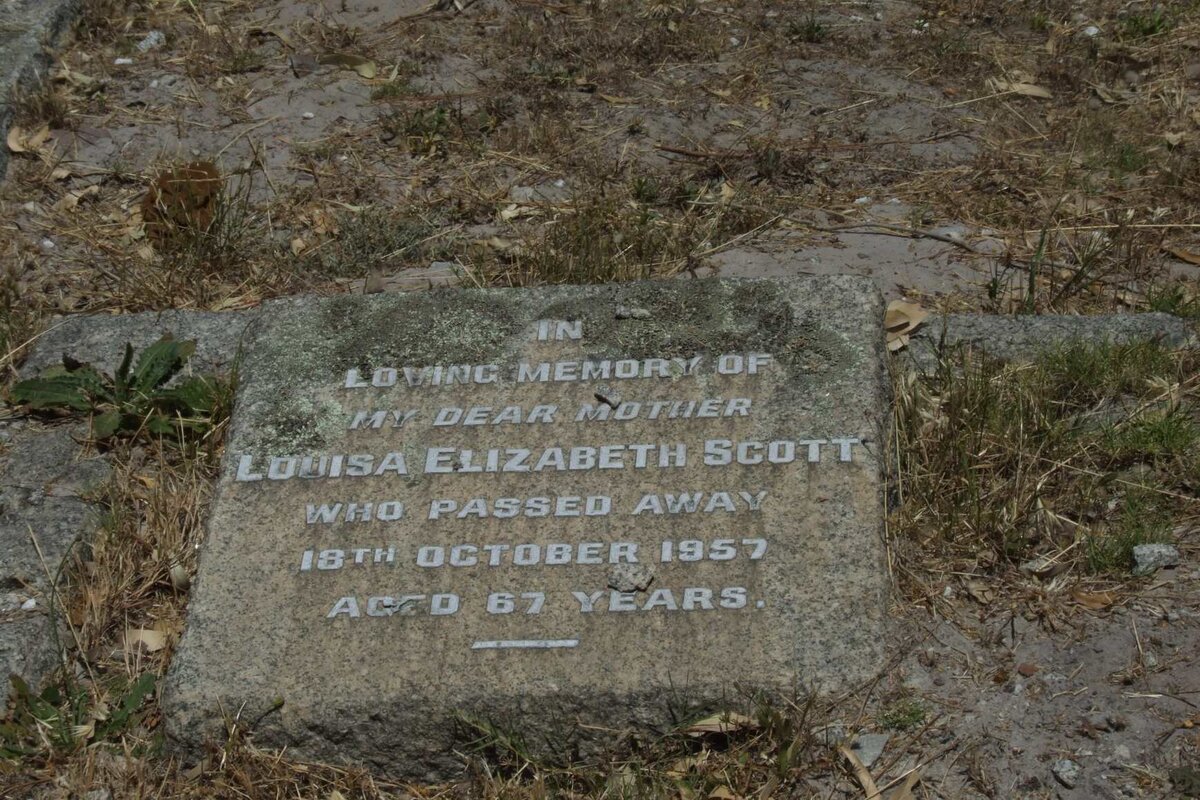 IN
LOVING MEMORY OF
MY DEAR MOTHER
LOUISA ELIZABETH SCOTT
WHO PASSED AWAY
18TH OCTOBER 1957
AGED 67 YEARS.